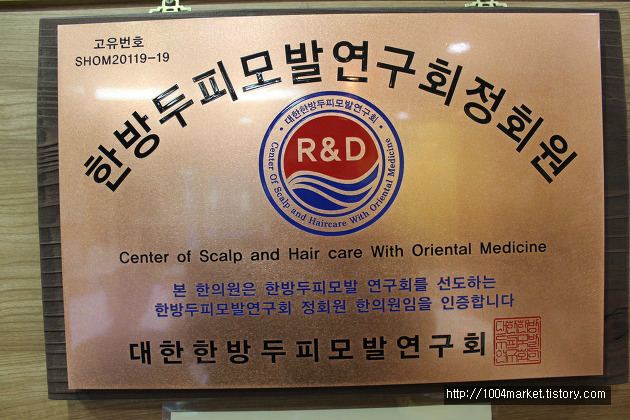 고유번호
SHOM20119-19
한방두피모발연구회정회원
대한한방두피모발연구회
R&D
Center Of Scalp and Haircare With Oriental Medicine
Center of Scalp and Hair care With Oriental Medicine
본 한의원은 한방두피모발 연구회를 선도하는
한방두피모발연구회 정회원 한의원임을 인증합니다
대한한방두피모발연구회
http://1004market.tistory.com